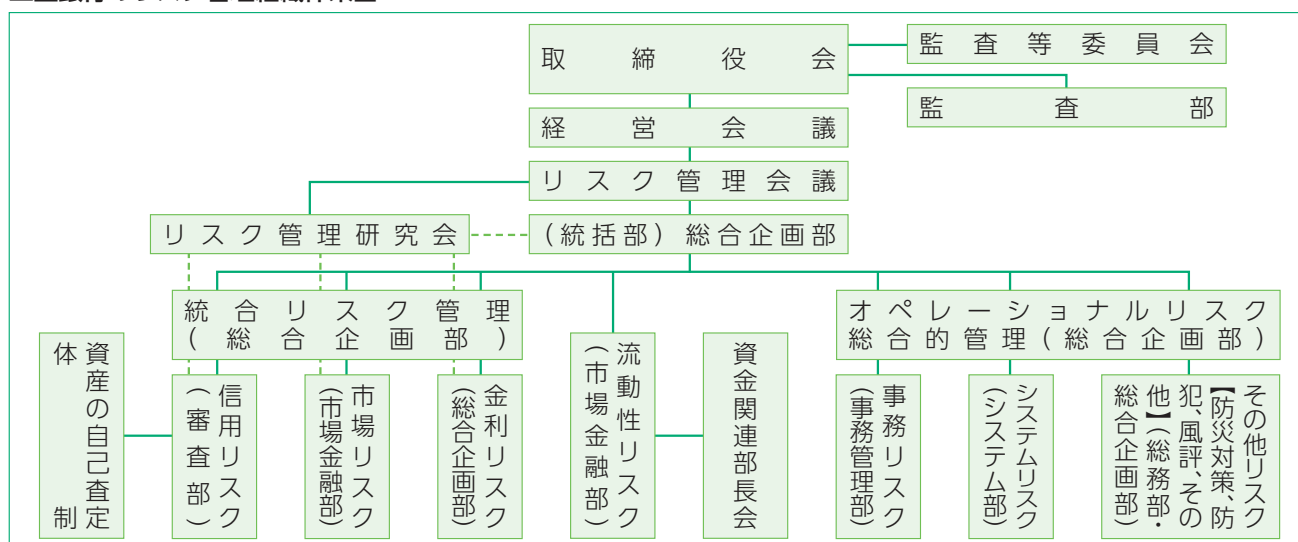 取締役会
監査等委員会
監査部
経営会議
リスク管理会議
リスク管理研究会
(統括部)総合企画部
統合リスク管理
(総合企画部)
オペレーショナルリスク
総合的管理(総合企画部)
資産の自己査定
体制
信用リスク
(審査部)
市場リスク
(市場金融部)
金利リスク
(総合企画部)
流動性リスク
(市場金融部)
資金関連部長会
事務リスク
(事務管理部)
システムリスク
(システム部)
その他リスク
【防災対策、防
犯、風評、その
他】(総務部・
総合企画部)